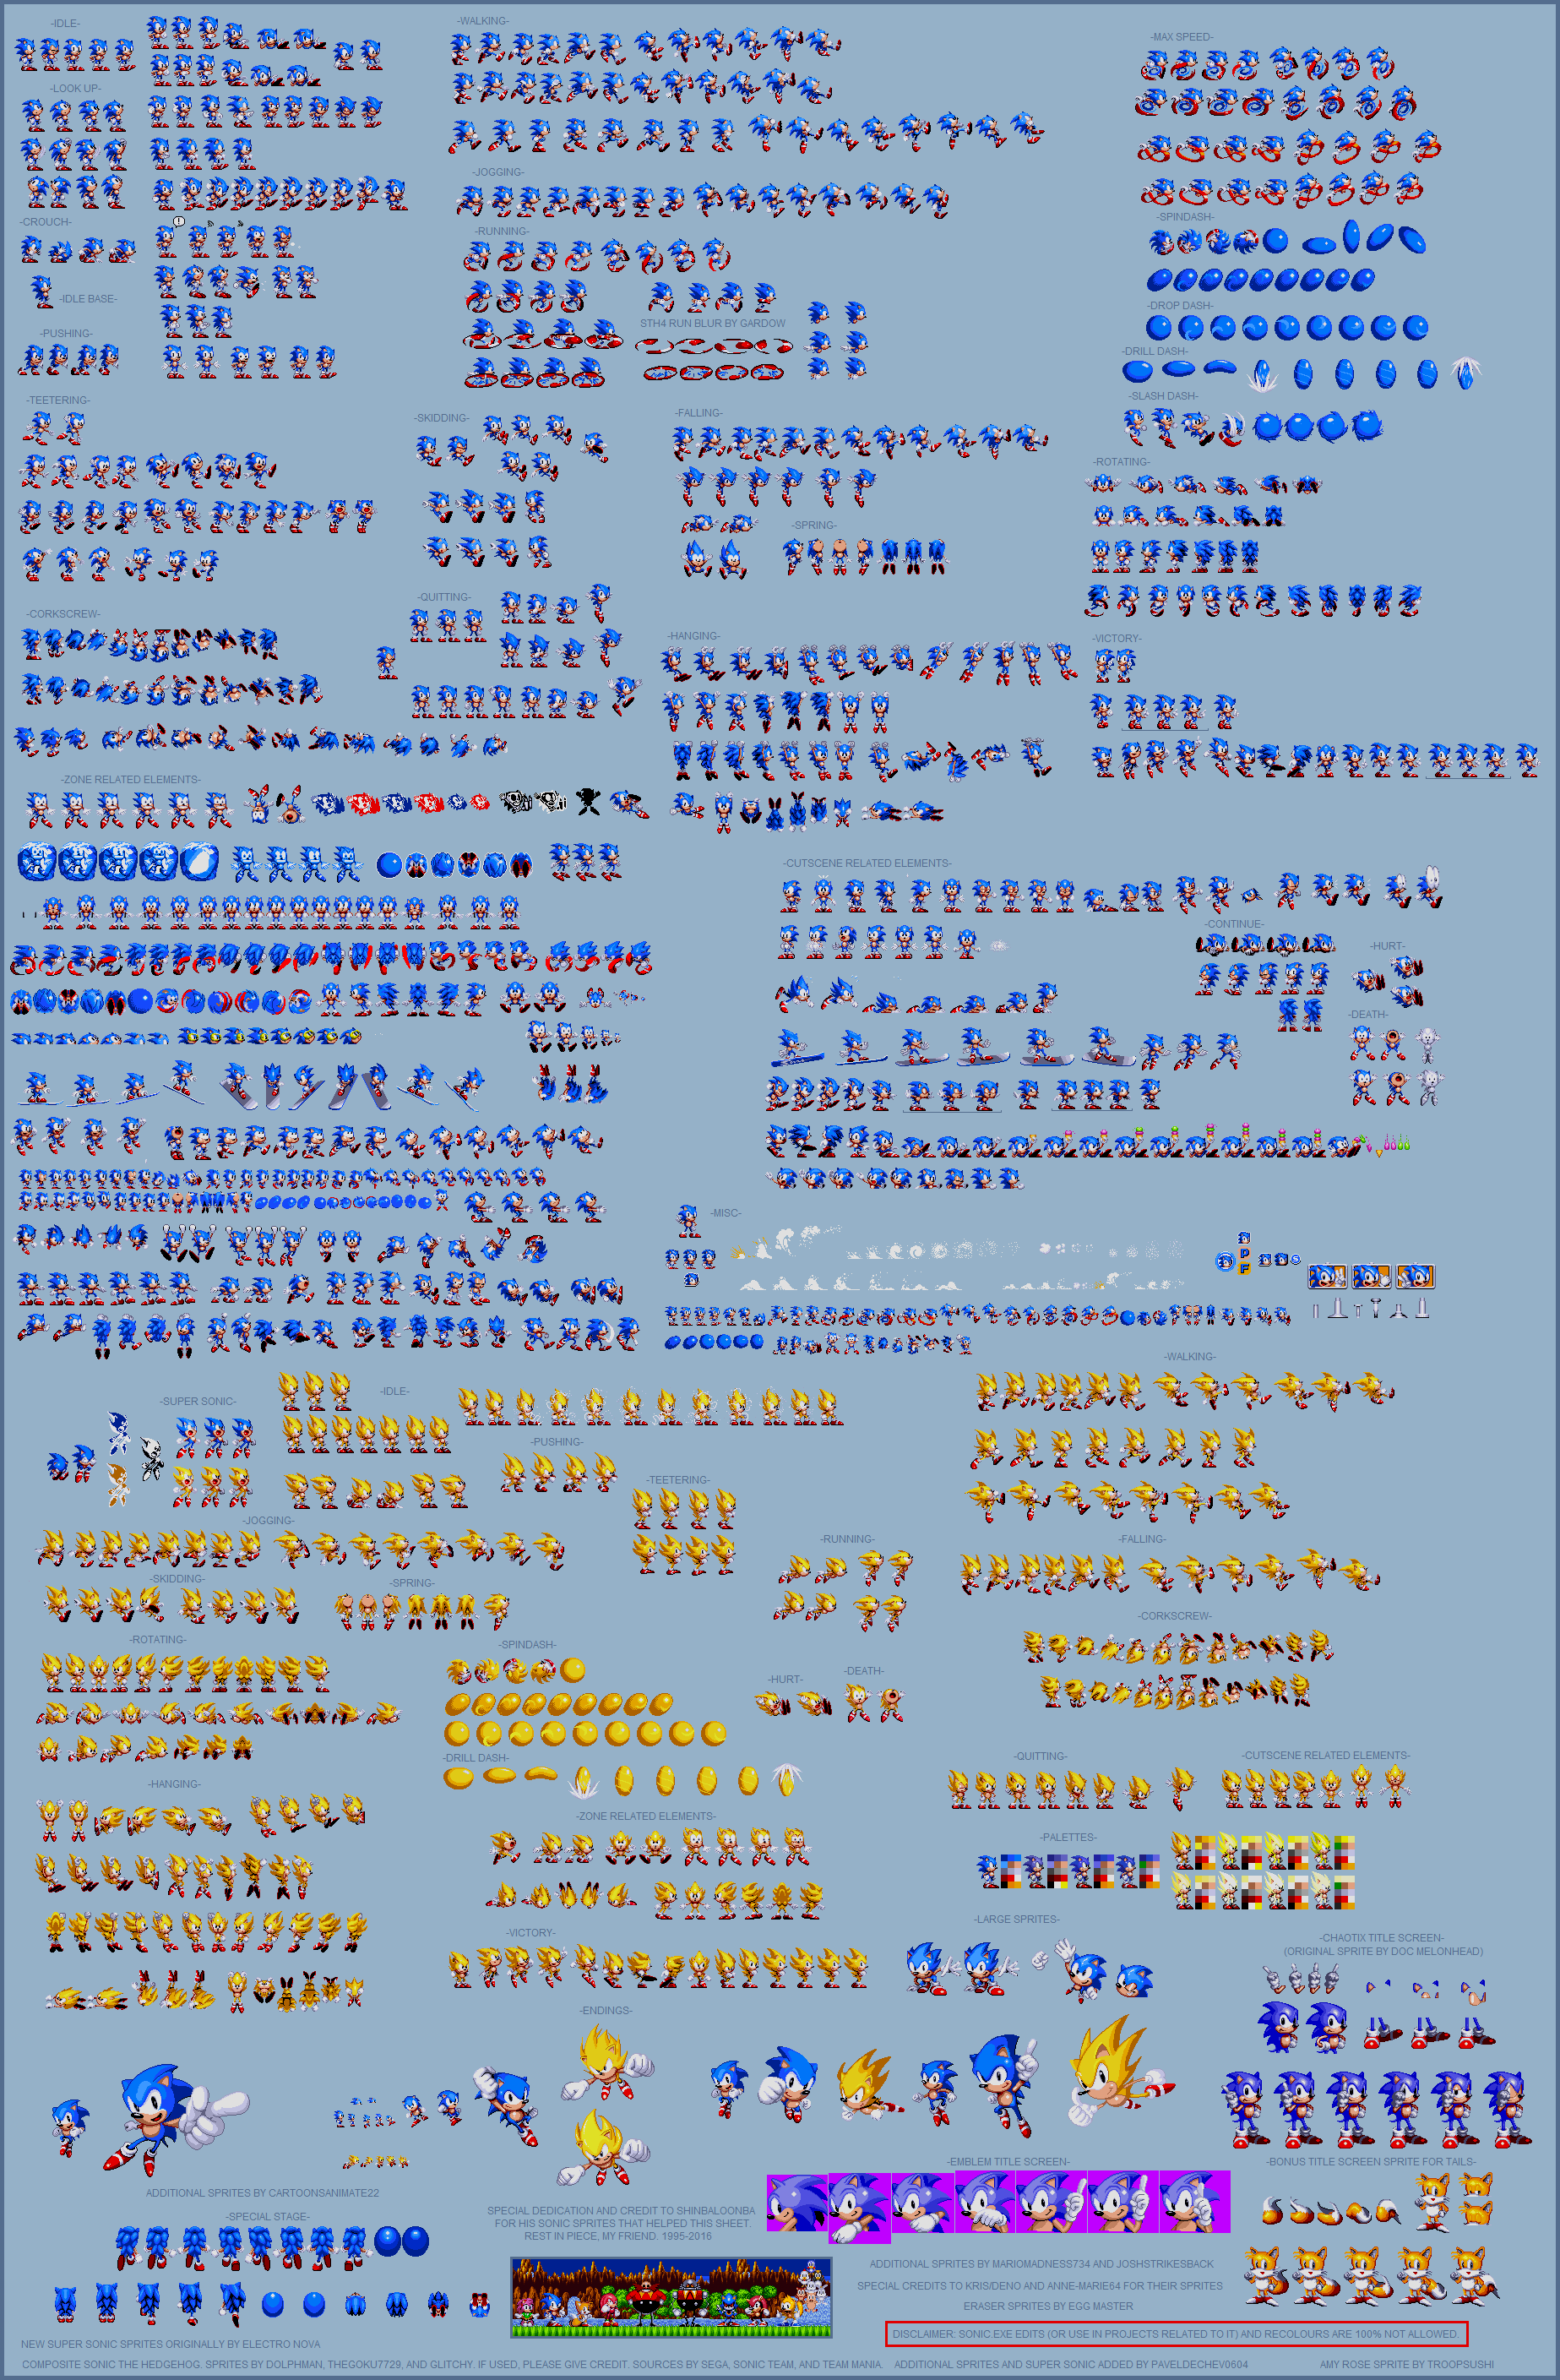 -IDLE-
-WALKING-
-MAX SPEED-
-LOOK UP-
-JOGGING-
-CROUCH-
-SPINDASH-
-RUNNING-
-IDLE BASE-
-DROP DASH-
STH4 RUN BLUR BY GARDOW
-PUSHING-
-DRILL DASH-
-TEETERING-
-SLASH DASH-
-SKIDDING-
-FALLING-
-ROTATING-
-SPRING-
-QUITTING-
-CORKSCREW-
-HANGING-
-VICTORY-
-ZONE RELATED ELEMENTS-
-CUTSCENE RELATED ELEMENTS-
-CONTINUE-
-HURT-
-DEATH-
-MISC-
P
F
-WALKING-
-IDLE-
-SUPER SONIC-
-PUSHING-
-TEETERING-
-JOGGING-
-RUNNING-
-FALLING-
-SKIDDING-
-SPRING-
-CORKSCREW-
-ROTATING-
-SPINDASH-
-HURT-
-DEATH-
-DRILL DASH-
-QUITTING-
-CUTSCENE RELATED ELEMENTS-
-HANGING-
-ZONE RELATED ELEMENTS-
-PALETTES-
-LARGE SPRITES-
-VICTORY-
-CHAOTIX TITLE SCREEN-
(ORIGINAL SPRITE BY DOC MELONHEAD)
-ENDINGS-
-EMBLEM TITLE SCREEN-
-BONUS TITLE SCREEN SPRITE FOR TAILS-
ADDITIONAL SPRITES BY CARTOONSANIMATE22
SPECIAL DEDICATION AND CREDIT TO SHINBALOONBA
FOR HIS SONIC SPRITES THAT HELPED THIS SHEET.
REST IN PIECE, MY FRIEND. 1995-2016
-SPECIAL STAGE-
ADDITIONAL SPRITES BY MARIOMADNESS734 AND JOSHSTRIKESBACK
SPECIAL CREDITS TO KRIS/DENO AND ANNE-MARIE64 FOR THEIR SPRITES
ERASER SPRITES BY EGG MASTER
DISCLAIMER: SONIC.EXE EDITS (OR USE IN PROJECTS RELATED TO IT) AND RECOLOURS ARE 100% NOT ALLOWED.
NEW SUPER SONIC SPRITES ORIGINALLY BY ELECTRO NOVA
COMPOSITE SONIC THE HEDGEHOG. SPRITES BY DOLPHMAN, THEGOKU7729, AND GLITCHY. IF USED, PLEASE GIVE CREDIT. SOURCES BY SEGA, SONIC TEAM, AND TEAM MANIA. ADDITIONAL SPRITES AND SUPER SONIC ADDED BY PAVELDECHEV0604
AMY ROSE SPRITE BY TROOPSUSHI